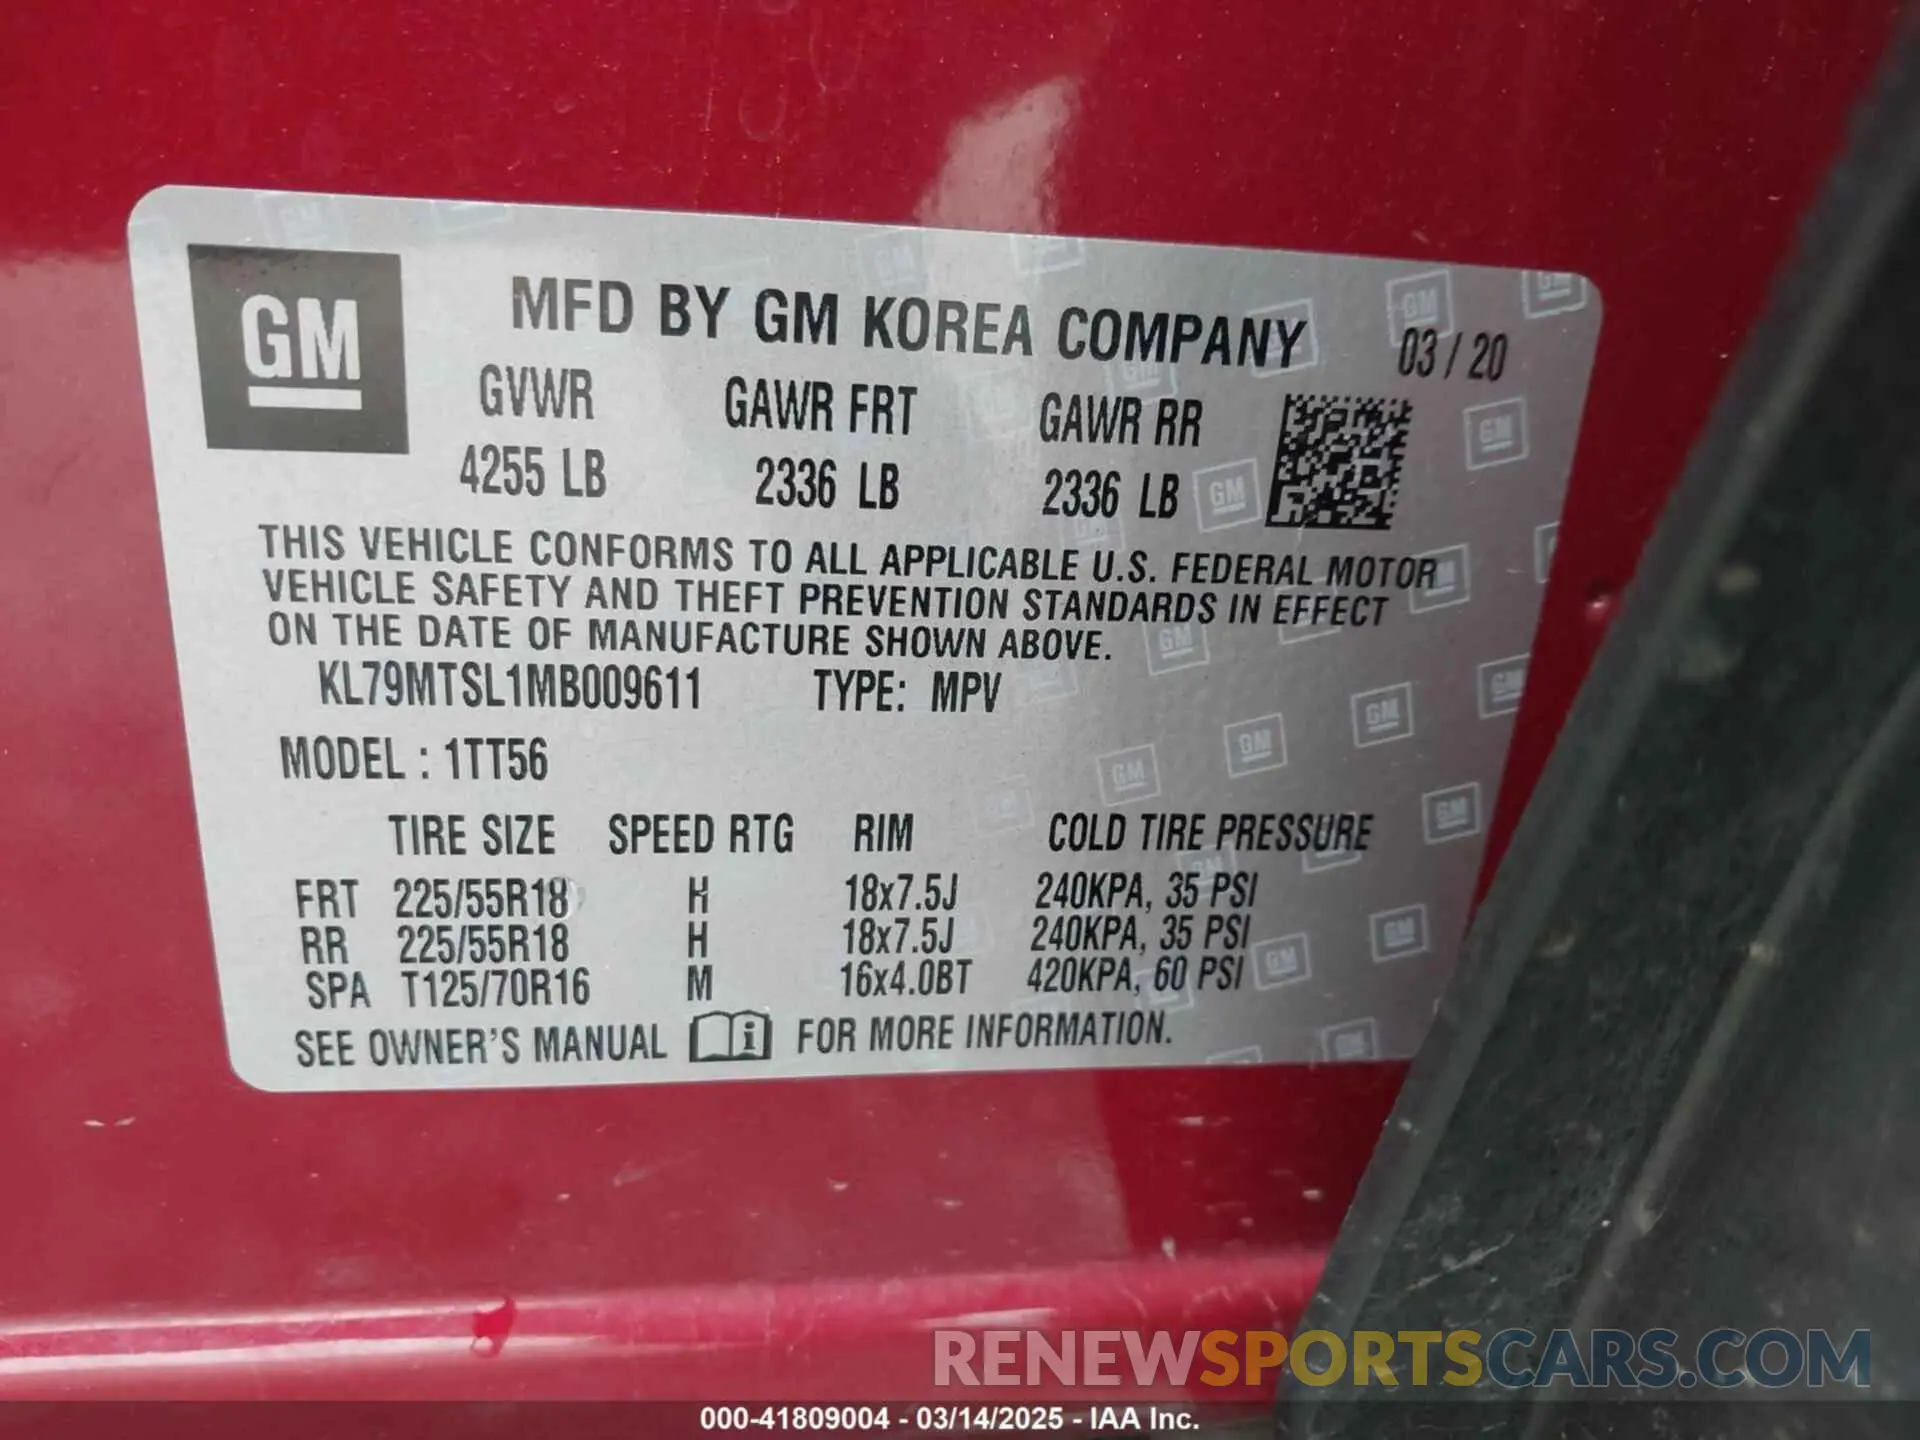 GM
MFD BY GM KOREA COMPANY 03 / 20
GVWR GAWR FRT GAWR RR
4255 LB 2336 LB 2336 LB
THIS VEHICLE CONFORMS TO ALL APPLICABLE U.S. FEDERAL MOTOR
VEHICLE SAFETY AND THEFT PREVENTION STANDARDS IN EFFECT
ON THE DATE OF MANUFACTURE SHOWN ABOVE.
KL79MTSL1MB009611 TYPE: MPV
MODEL : 1TT56
TIRE SIZE SPEED RTG RIM COLD TIRE PRESSURE
FRT 225/55R18 H 18x7.5J 240KPA, 35 PSI
RR 225/55R18 H 18x7.5J 240KPA, 35 PSI
SPA T125/70R16 M 16x4.0BT 420KPA, 60 PSI
SEE OWNER'S MANUAL i FOR MORE INFORMATION.
RENEWSPORTSCARS.COM
000-41809004 - 03/14/2025 - IAA Inc.